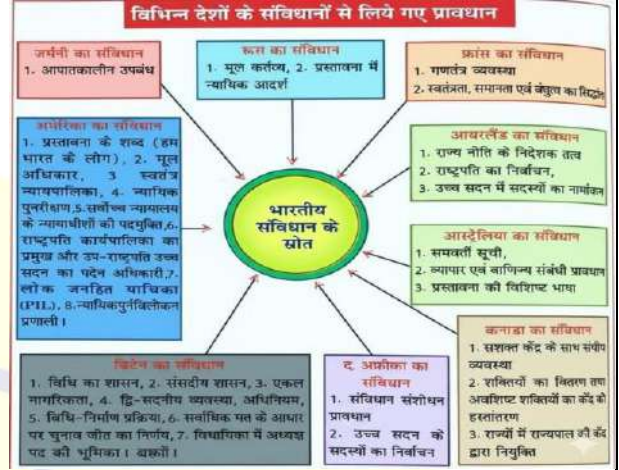 विभिन्न देशों के संविधानों से लिये गए प्रावधान
जर्मनी का संविधान
1. आपातकालीन उपबंध
रूस का संविधान
1. मूल कर्तव्य, 2. प्रस्तावना में
न्यायिक आदर्श
फ्रांस का संविधान
1. गणतंत्र व्यवस्था
2. स्वतंत्रता, समानता एवं बंधुत्व का सिद्धांत
अमेरिका का संविधान
1. प्रस्तावना के शब्द (हम
भारत के लोग), 2. मूल
अधिकार, 3 स्वतंत्र
न्यायपालिका, 4. न्यायिक
पुनरीक्षण,5.सर्वोच्च न्यायालय
के न्यायाधीशों की पदमुक्ति,6.
राष्ट्रपति कार्यपालिका का
प्रमुख और उप-राष्ट्रपति उच्च
सदन का पदेन अधिकारी,7.
लोक जनहित याचिका
(PIL), 8.न्यायिकपुर्नविलोकन
प्रणाली।
भारतीय
संविधान के
स्रोत
आयरलैंड का संविधान
1. राज्य नीति के निदेशक तत्व
2. राष्ट्रपति का निर्वाचन,
3. उच्च सदन में सदस्यों का नामांकन
आस्ट्रेलिया का संविधान
1. समवर्ती सूची,
2. व्यापार एवं वाणिज्य संबंधी प्रावधान
3. प्रस्तावना की विशिष्ट भाषा
ब्रिटेन का संविधान
1. विधि का शासन, 2. संसदीय शासन, 3. एकल
नागरिकता, 4. द्वि-सदनीय व्यवस्था, अधिनियम,
5. विधि-निर्माण प्रक्रिया, 6. सर्वाधिक मत के आधार
पर चुनाव जीत का निर्णय, 7. विधायिका में अध्यक्ष
पद की भूमिका।
द. अफ्रीका का
संविधान
1. संविधान संशोधन
प्रावधान
2. उच्च सदन के
सदस्यों का निर्वाचन
कनाडा का संविधान
1. सशक्त केंद्र के साथ संघीय
व्यवस्था
2. शक्तियों का वितरण तथा
अवशिष्ट शक्तियों का केंद्र को
हस्तांतरण
3. राज्यों में राज्यपाल की केंद्र
द्वारा नियुक्ति